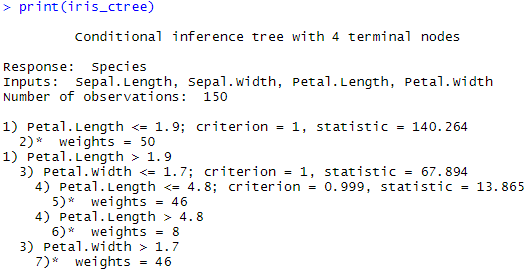 > print(iris_ctree)
Conditional inference tree with 4 terminal nodes
Response:  Species
Inputs:  Sepal.Length, Sepal.Width, Petal.Length, Petal.Width
Number of observations:  150
1) Petal.Length <= 1.9; criterion = 1, statistic = 140.264
2)*  weights = 50
1) Petal.Length > 1.9
3) Petal.Width <= 1.7; criterion = 1, statistic = 67.894
4) Petal.Length <= 4.8; criterion = 0.999, statistic = 13.865
5)*  weights = 46
4) Petal.Length > 4.8
6)*  weights = 8
3) Petal.Width > 1.7
7)*  weights = 46